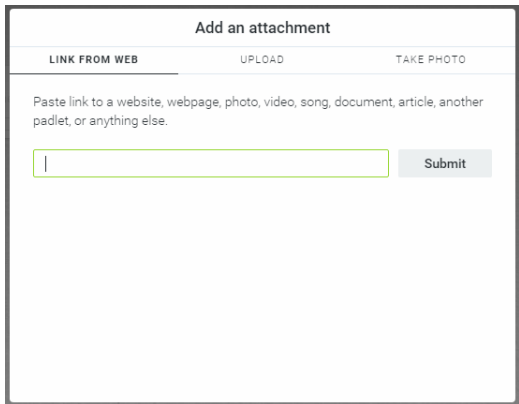 Add an attachment
LINK FROM WEB UPLOAD TAKE PHOTO
Paste link to a website, webpage, photo, video, song, document, article, another
padlet, or anything else.
Submit